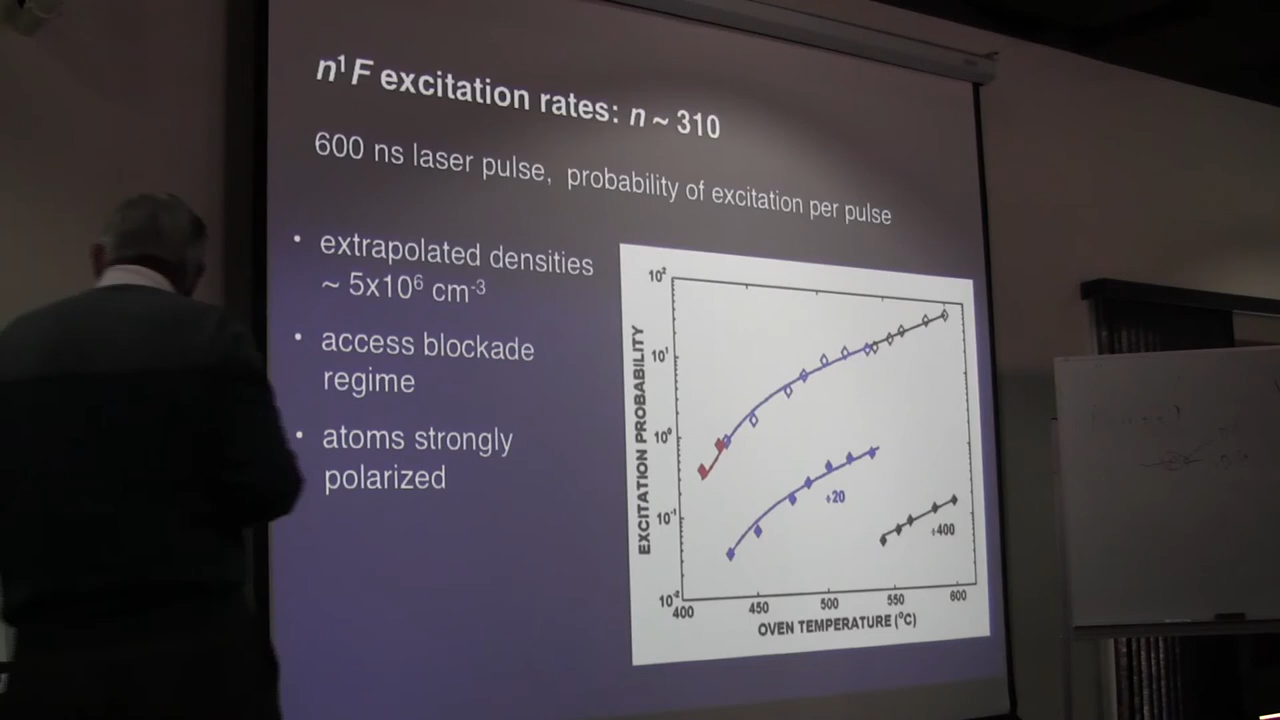 n¹F excitation rates: n ~ 310
600 ns laser pulse, probability of excitation per pulse
• extrapolated densities
~ 5x10⁶ cm⁻³
• access blockade
regime
• atoms strongly
polarized
EXCITATION PROBABILITY
10²
10¹
10⁰
10⁻¹
10⁻²
+20
+400
400 450 500 550 600
OVEN TEMPERATURE (°C)